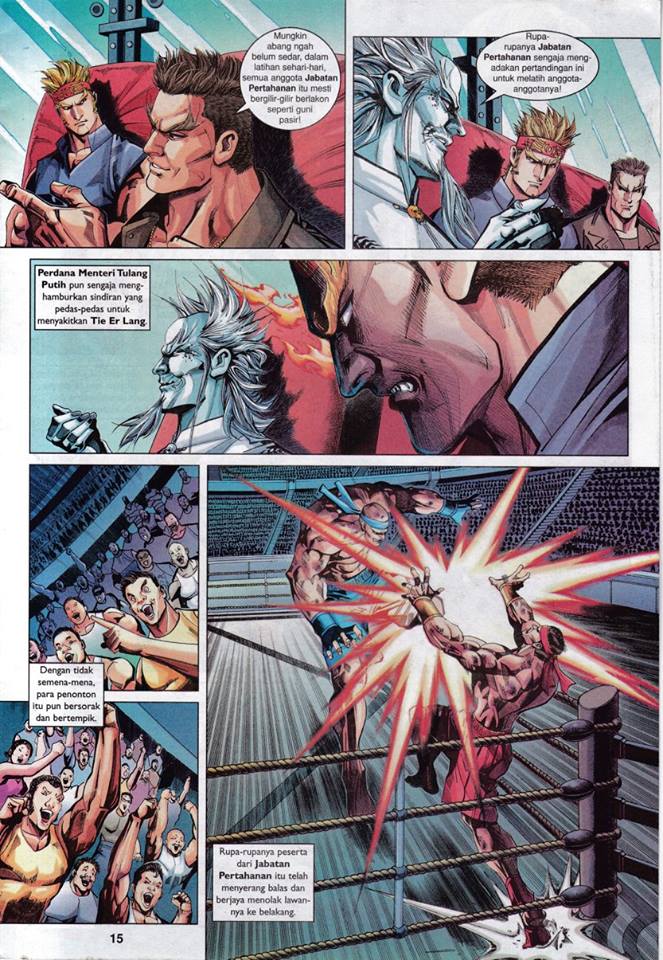 Mungkin
abang ngah
belum sedar, dalam
latihan sehari-hari,
semua anggota Jabatan
Pertahanan itu mesti
bergilir-gilir berlakon
seperti guni
pasir!
Rupa-
rupanya Jabatan
Pertahanan sengaja meng-
adakan pertandingan ini
untuk melatih anggota-
anggotanya!
Perdana Menteri Tulang
Putih pun sengaja meng-
hamburkan sindiran yang
pedas-pedas untuk
menyakitkan Tie Er Lang.
Dengan tidak
semena-mena,
para penonton
itu pun bersorak
dan bertempik.
Rupa-rupanya peserta
dari Jabatan
Pertahanan itu telah
menyerang balas dan
berjaya menolak lawan-
nya ke belakang.
15